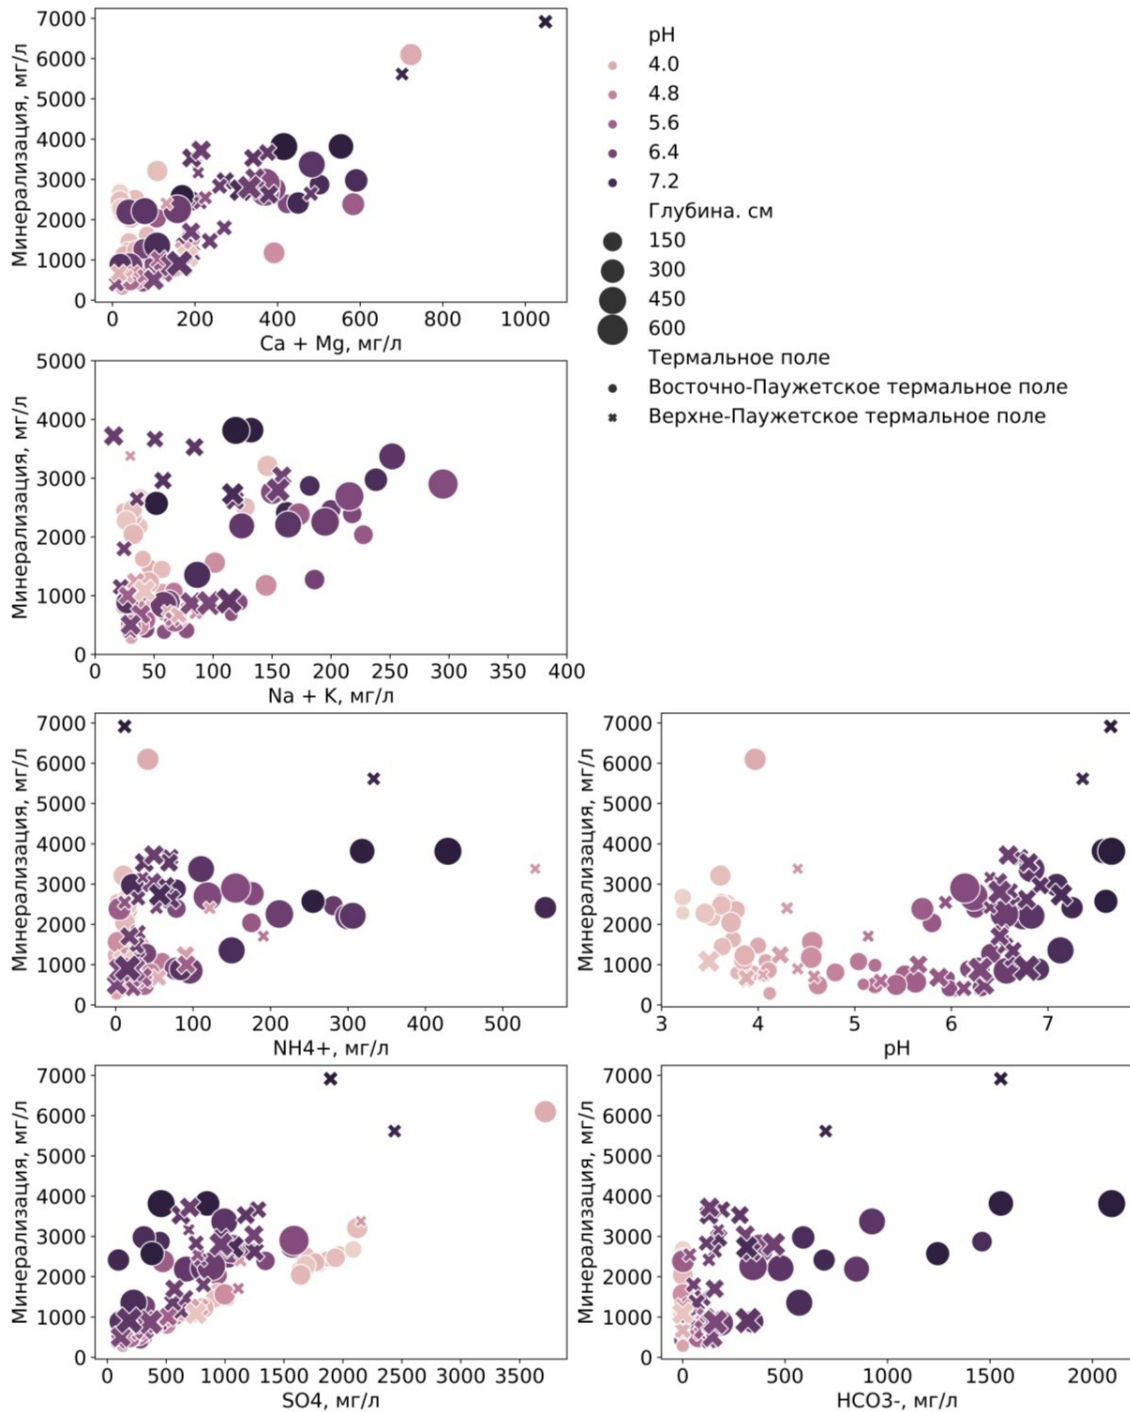 7000
6000
5000
4000
3000
2000
1000
0
Минерализация, мг/л
0 200 400 600 800 1000
Ca + Mg, мг/л
pH
4.0
4.8
5.6
6.4
7.2
Глубина. см
150
300
450
600
Термальное поле
Восточно-Паужетское термальное поле
Верхне-Паужетское термальное поле
5000
4000
3000
2000
1000
0
Минерализация, мг/л
0 50 100 150 200 250 300 350 400
Na + K, мг/л
7000
6000
5000
4000
3000
2000
1000
0
Минерализация, мг/л
0 100 200 300 400 500
NH4+, мг/л
7000
6000
5000
4000
3000
2000
1000
0
Минерализация, мг/л
3 4 5 6 7
pH
7000
6000
5000
4000
3000
2000
1000
0
Минерализация, мг/л
0 500 1000 1500 2000 2500 3000 3500
SO4, мг/л
7000
6000
5000
4000
3000
2000
1000
0
Минерализация, мг/л
0 500 1000 1500 2000
HCO3-, мг/л